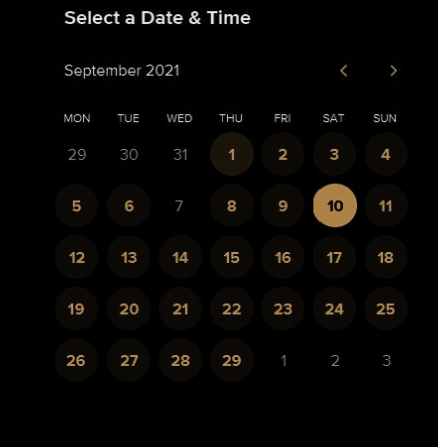 Select a Date & Time
September 2021
MON TUE WED THU FRI SAT SUN
29 30 31 1 2 3 4
5 6 7 8 9 10 11
12 13 14 15 16 17 18
19 20 21 22 23 24 25
26 27 28 29 1 2 3